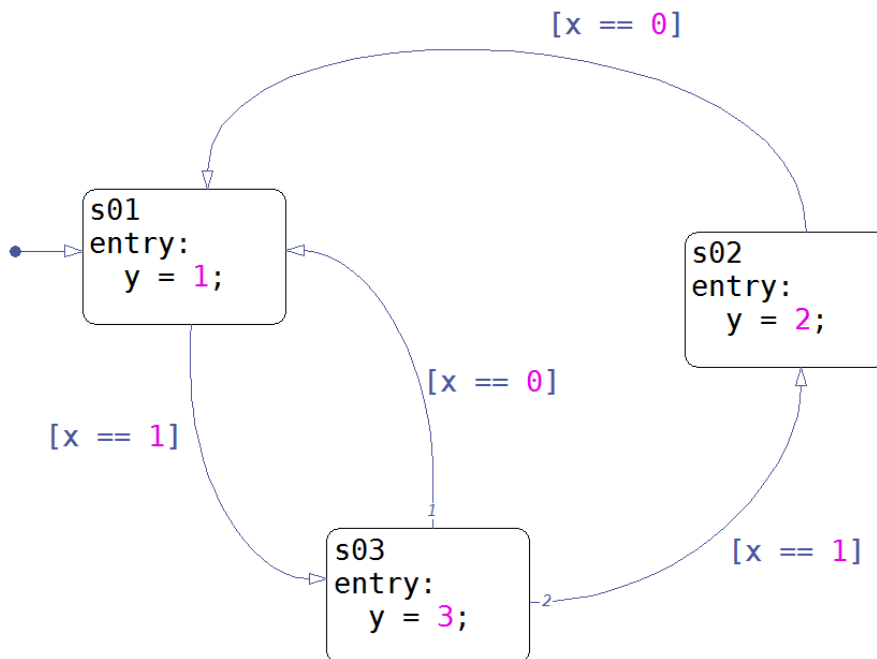 [x == 0]
s01
entry:
y = 1;
s02
entry:
y = 2;
[x == 0]
[x == 1]
1
s03
entry:
y = 3;
2
[x == 1]